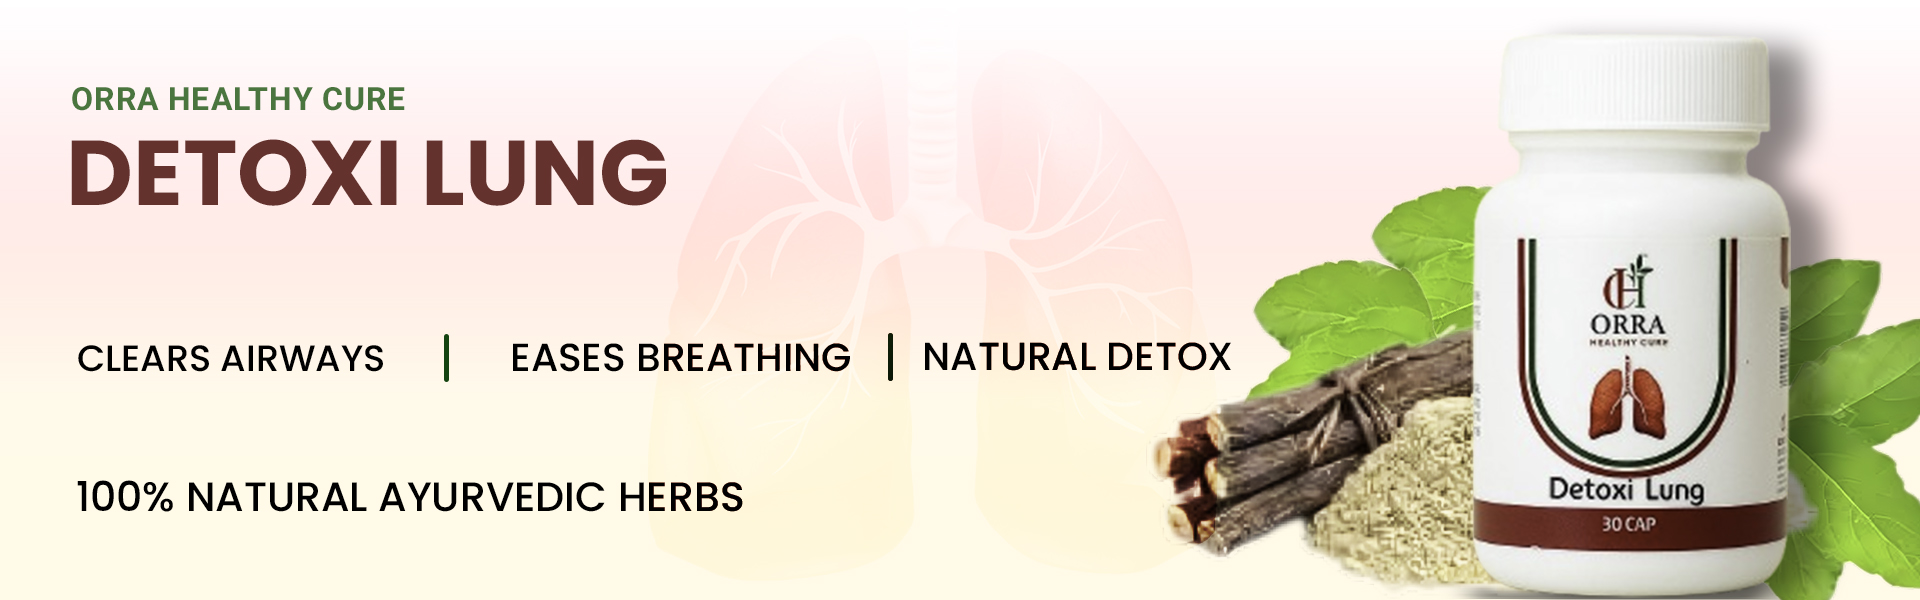 ORRA HEALTHY CURE
DETOXI LUNG
CLEARS AIRWAYS | EASES BREATHING | NATURAL DETOX
100% NATURAL AYURVEDIC HERBS
ORRA
HEALTHY CURE
Detoxi Lung
30 CAP